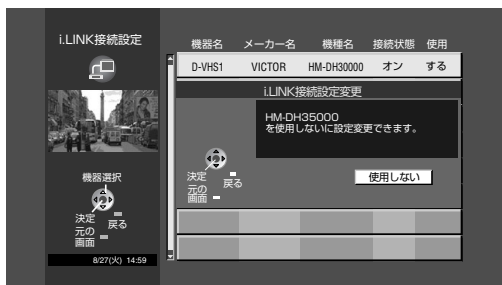 i.LINK接続設定
機器選択
決定
戻る
元の
画面
8/27(火) 14:59
機器名 メーカー名 機種名 接続状態 使用
D-VHS1 VICTOR HM-DH30000 オン する
i.LINK接続設定変更
HM-DH35000
を使用しないに設定変更できます。
決定
戻る
元の
画面
使用しない